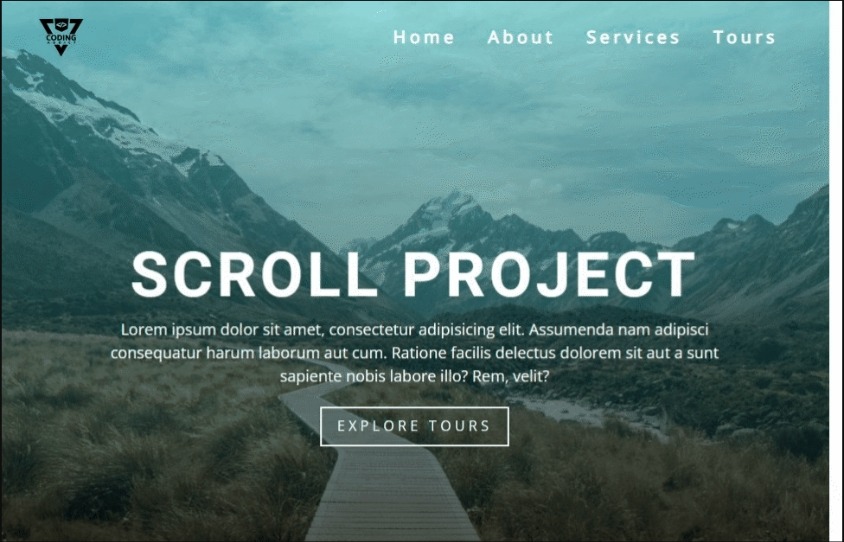 </>
CODING
Home About Services Tours
SCROLL PROJECT
Lorem ipsum dolor sit amet, consectetur adipisicing elit. Assumenda nam adipisci
consequatur harum laborum aut cum. Ratione facilis delectus dolorem sit aut a sunt
sapiente nobis labore illo? Rem, velit?
EXPLORE TOURS